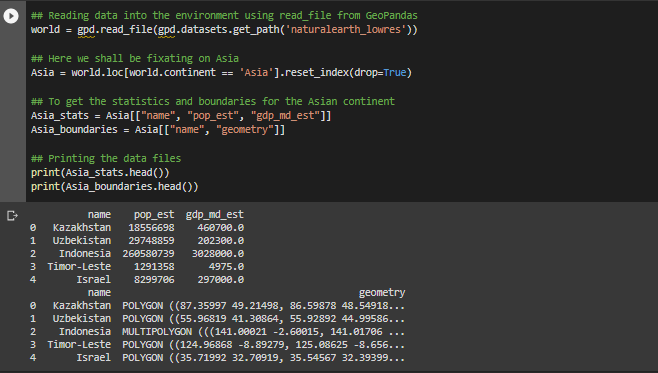 ## Reading data into the environment using read_file from GeoPandas
world = gpd.read_file(gpd.datasets.get_path('naturalearth_lowres'))
## Here we shall be fixating on Asia
Asia = world.loc[world.continent == 'Asia'].reset_index(drop=True)
## To get the statistics and boundaries for the Asian continent
Asia_stats = Asia[["name", "pop_est", "gdp_md_est"]]
Asia_boundaries = Asia[["name", "geometry"]]
## Printing the data files
print(Asia_stats.head())
print(Asia_boundaries.head())
name pop_est gdp_md_est
0 Kazakhstan 18556698 460700.0
1 Uzbekistan 29748859 202300.0
2 Indonesia 260580739 3028000.0
3 Timor-Leste 1291358 4975.0
4 Israel 8299706 297000.0
name geometry
0 Kazakhstan POLYGON ((87.35997 49.21498, 86.59878 48.54918...
1 Uzbekistan POLYGON ((55.96819 41.30864, 55.92892 44.99586...
2 Indonesia MULTIPOLYGON (((141.00021 -2.60015, 141.01706 ...
3 Timor-Leste POLYGON ((124.96868 -8.89279, 125.08625 -8.656...
4 Israel POLYGON ((35.71992 32.70919, 35.54567 32.39399...